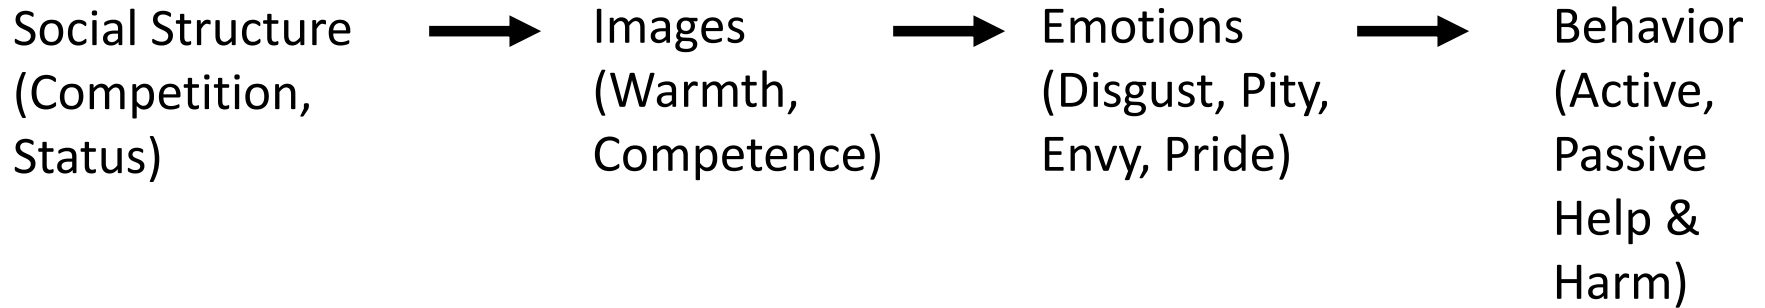 Social Structure
(Competition,
Status)
Images
(Warmth,
Competence)
Emotions
(Disgust, Pity,
Envy, Pride)
Behavior
(Active,
Passive
Help &
Harm)